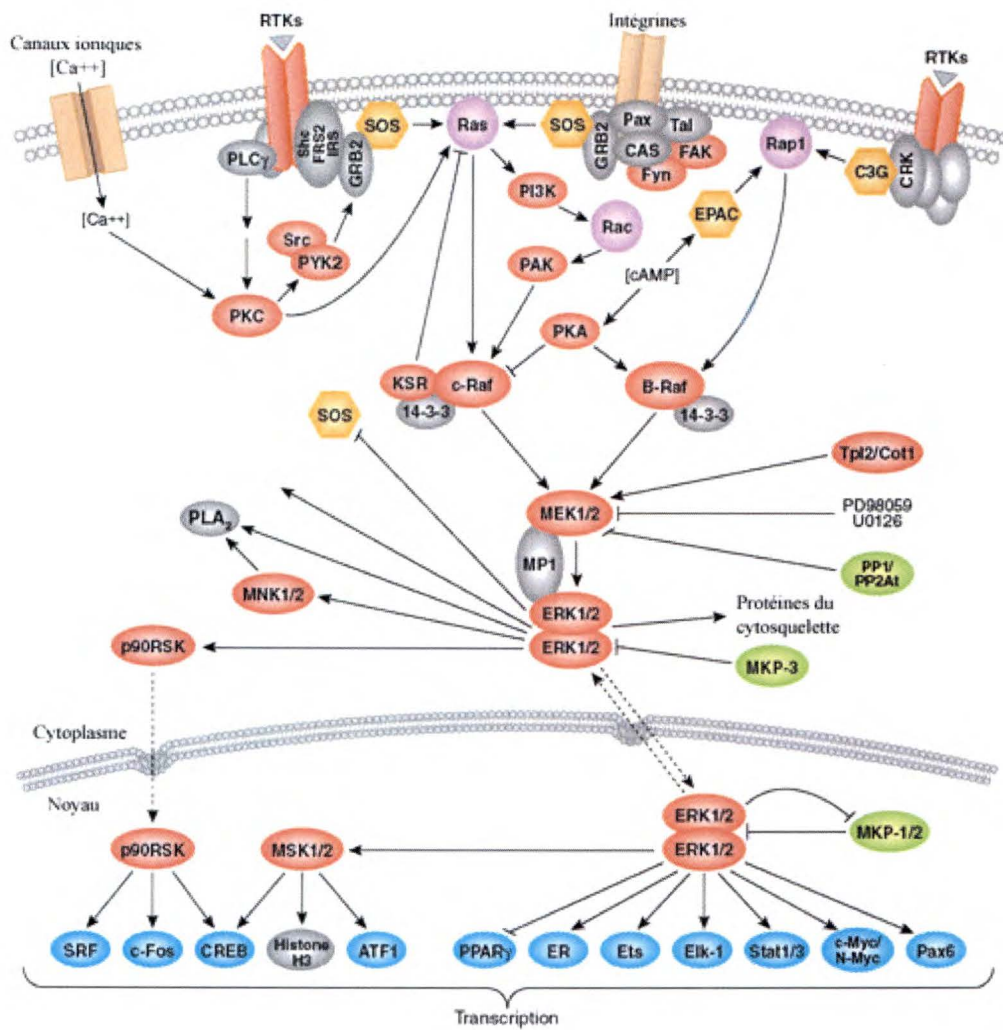 RTKs
Intégrines
Canaux ioniques
[Ca++]
RTKs
SOS
Ras
SOS
GRB2
Pax
Tal
CAS
FAK
Fyn
Rap1
C3G
CRK
PLCγ
Shc
FRS2
IRS
GRB2
PI3K
EPAC
[Ca++]
Src
PYK2
Rac
PAK
[cAMP]
PKC
PKA
KSR
c-Raf
B-Raf
14-3-3
14-3-3
SOS
Tpl2/Cot1
MEK1/2
PD98059
U0126
PLA2
MP1
PP1/
PP2At
MNK1/2
ERK1/2
Protéines du
cytosquelette
p90RSK
ERK1/2
MKP-3
Cytoplasme
Noyau
ERK1/2
MKP-1/2
p90RSK
MSK1/2
ERK1/2
SRF
c-Fos
CREB
Histone
H3
ATF1
PPARγ
ER
Ets
Elk-1
Stat1/3
c-Myc/
N-Myc
Pax6
Transcription